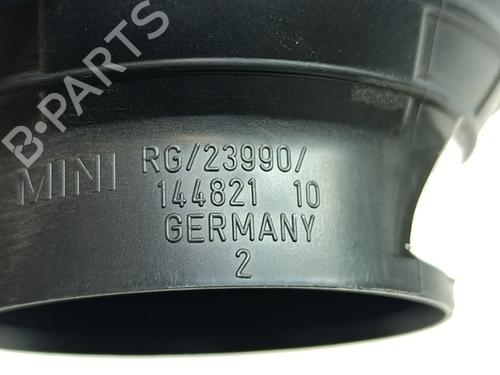 B-PARTS
MINI RG/23990/
144821 10
GERMANY
2